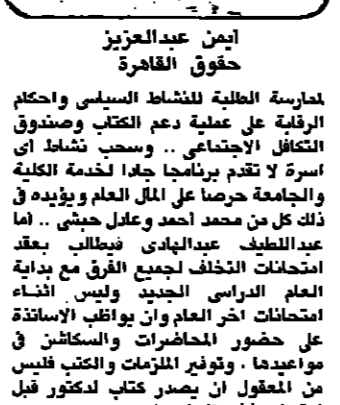 ايمن عبدالعزيز
حقوق القاهرة
لممارسة الطلبة للنشاط السياسى واحكام
الرقابة على عملية دعم الكتاب وصندوق
التكافل الاجتماعى .. وسحب نشاط اى
اسرة لا تقدم برنامجا جادا لخدمة الكلية
والجامعة حرصا على المال العام ويؤيده فى
ذلك كل من محمد أحمد وعادل حبشى .. أما
عبداللطيف عبدالهادى فيطالب بعقد
امتحانات التخلف لجميع الفرق مع بداية
العام الدراسى الجديد وليس اثناء
امتحانات اخر العام وان يواظب الاساتذة
على حضور المحاضرات والسكاشن فى
مواعيدها . وتوفير الملزمات والكتب فليس
من المعقول ان يصدر كتاب لدكتور قبل